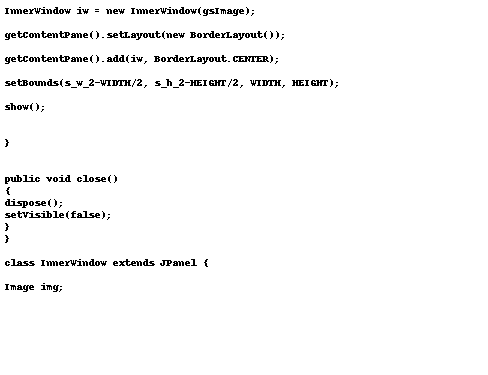 InnerWindow iw = new InnerWindow(gsImage);
getContentPane().setLayout(new BorderLayout());
getContentPane().add(iw, BorderLayout.CENTER);
setBounds(s_w_2-WIDTH/2, s_h_2-HEIGHT/2, WIDTH, HEIGHT);
show();
}
public void close()
{
dispose();
setVisible(false);
}
}
class InnerWindow extends JPanel {
Image img;